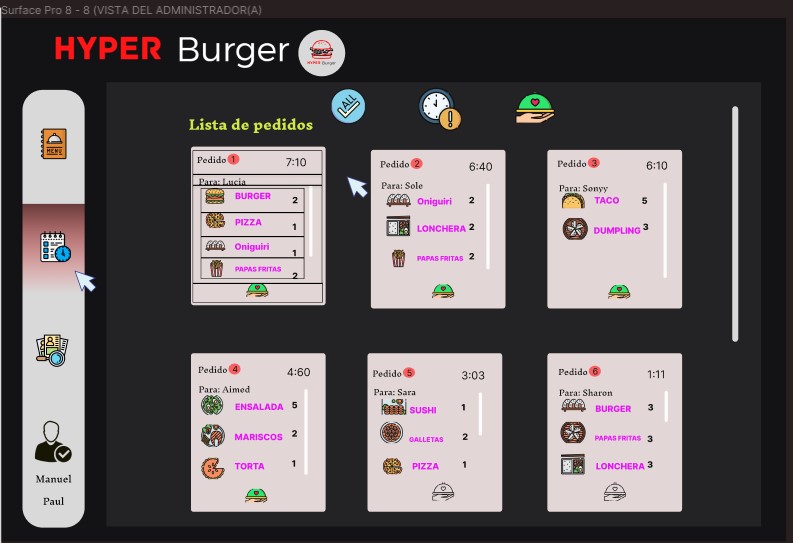 Surface Pro 8 - 8 (VISTA DEL ADMINISTRADOR(A)
HYPER Burger
HYPER Burger
ALL
MENU
Manuel
Paul
Lista de pedidos
Pedido 1 7:10
Para: Lucia
BURGER 2
PIZZA 1
Oniguiri 1
PAPAS FRITAS 2
Pedido 2 6:40
Para: Sole
Oniguiri 2
LONCHERA 2
PAPAS FRITAS 2
Pedido 3 6:10
Para: Sonyy
TACO 5
DUMPLING 3
Pedido 4 4:60
Para: Aimed
ENSALADA 5
MARISCOS 2
TORTA 1
Pedido 5 3:03
Para: Sara
SUSHI 1
GALLETAS 2
PIZZA 1
Pedido 6 1:11
Para: Sharon
BURGER 3
PAPAS FRITAS 3
LONCHERA 3